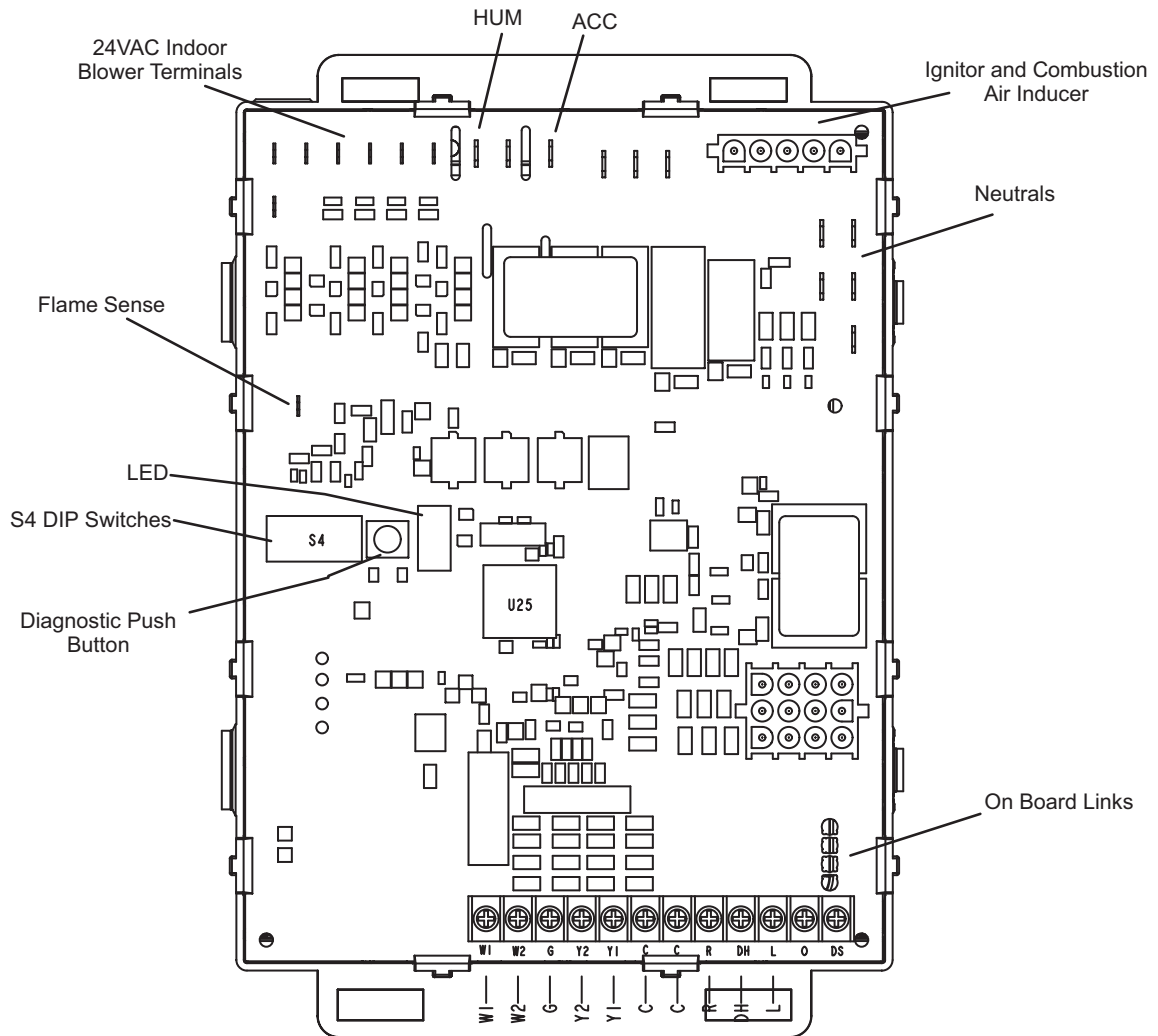 HUM
ACC
24VAC Indoor
Blower Terminals
Ignitor and Combustion
Air Inducer
Neutrals
Flame Sense
LED
S4 DIP Switches
S4
U25
Diagnostic Push
Button
On Board Links
W1 W2 G Y2 Y1 C C R DH L O DS
W1 W2 G Y2 Y1 C C R DH L